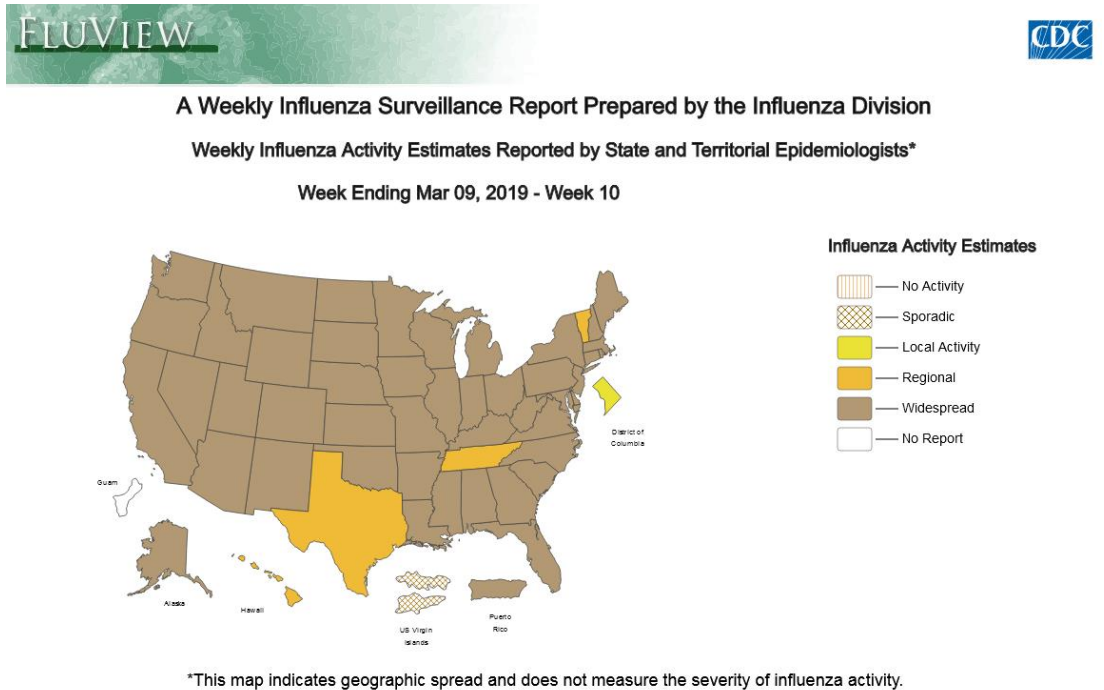 FLUVIEW
CDC
A Weekly Influenza Surveillance Report Prepared by the Influenza Division
Weekly Influenza Activity Estimates Reported by State and Territorial Epidemiologists*
Week Ending Mar 09, 2019 - Week 10
Influenza Activity Estimates
No Activity
Sporadic
Local Activity
Regional
Widespread
No Report
District of
Columbia
Guam
Alaska
Hawaii
US Virgin
Islands
Puerto
Rico
*This map indicates geographic spread and does not measure the severity of influenza activity.